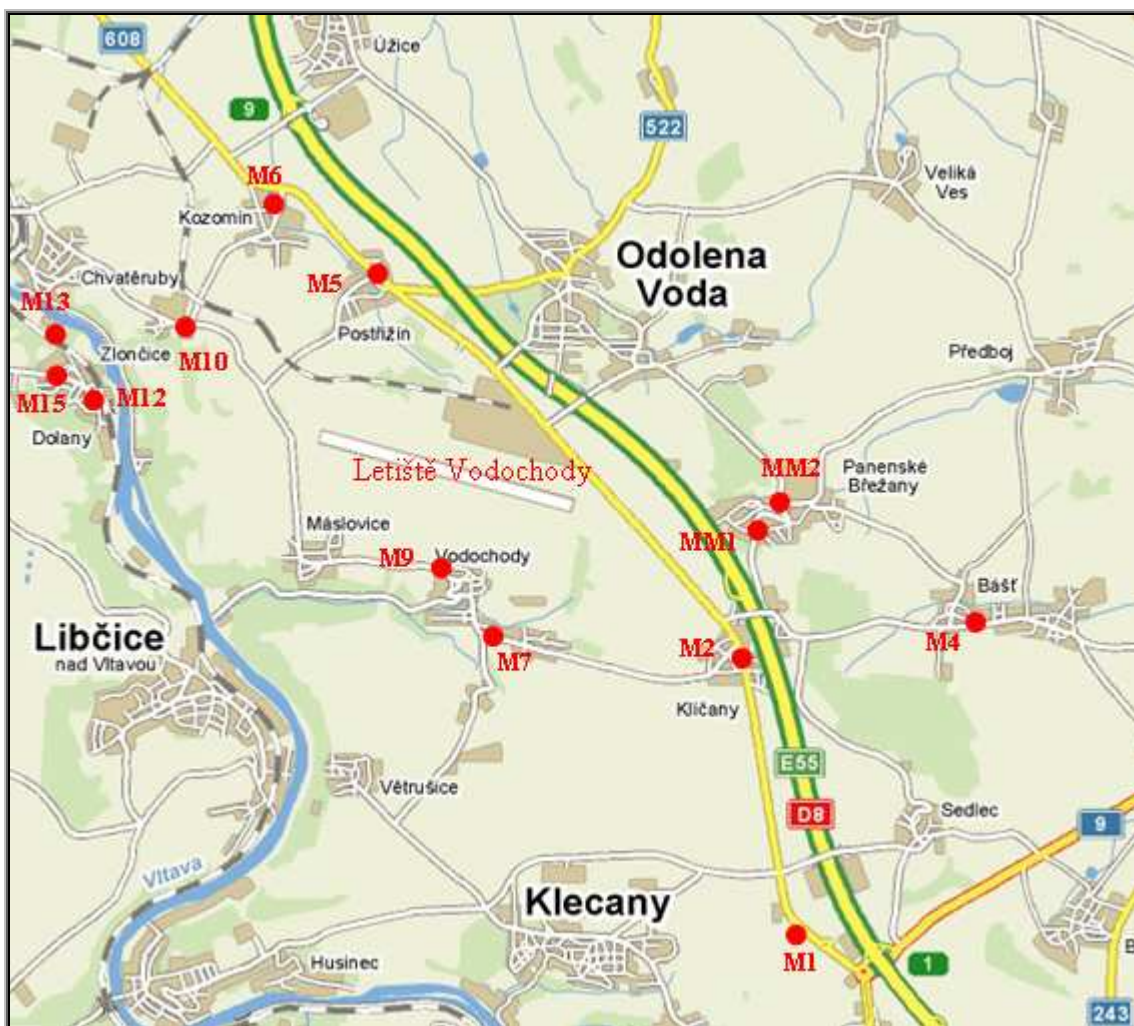 608
Úžice
9
522
Veliká
Ves
M6
Kozomín
Odolena
Voda
Chvatěruby
M5
M13
Postřižín
Zlončice
M10
Předboj
M15
M12
Dolany
Letiště Vodochody
MM2
Panenské
Břežany
Máslovice
MM1
M9
Vodochody
Bášť
Libčice
nad Vltavou
M4
M2
M7
Klíčany
E55
Větrušice
D8
Sedlec
9
Vltava
Klecany
B
Husinec
M1
1
243